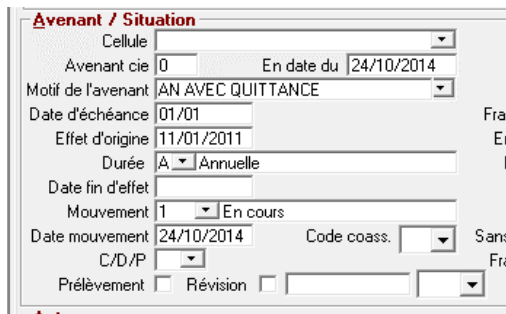 Avenant / Situation
Cellule
Avenant cie 0 En date du 24/10/2014
Motif de l'avenant AN AVEC QUITTANCE
Date d'échéance 01/01
Effet d'origine 11/01/2011
Durée A Annuelle
Date fin d'effet
Mouvement 1 En cours
Date mouvement 24/10/2014 Code coass. Sans
C/D/P
Prélèvement Révision